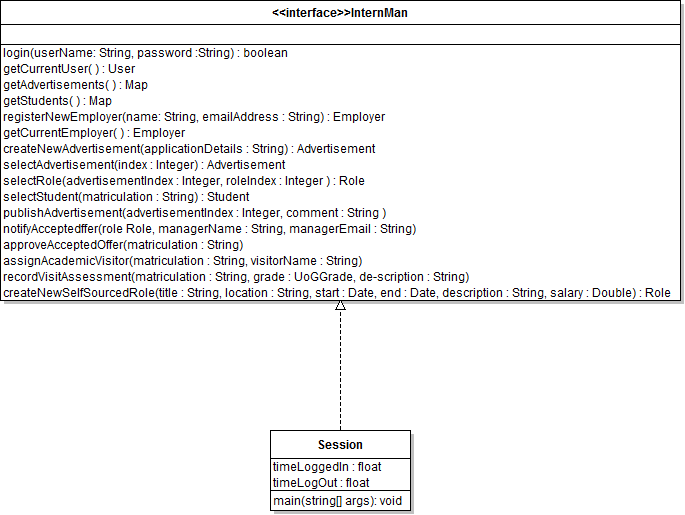 <<interface>>InternMan
login(userName: String, password :String) : boolean
getCurrentUser( ) : User
getAdvertisements( ) : Map
getStudents( ) : Map
registerNewEmployer(name: String, emailAddress : String) : Employer
getCurrentEmployer( ) : Employer
createNewAdvertisement(applicationDetails : String) : Advertisement
selectAdvertisement(index : Integer) : Advertisement
selectRole(advertisementIndex : Integer, roleIndex : Integer ) : Role
selectStudent(matriculation : String) : Student
publishAdvertisement(advertisementIndex : Integer, comment : String )
notifyAcceptedffer(role Role, managerName : String, managerEmail : String)
approveAcceptedOffer(matriculation : String)
assignAcademicVisitor(matriculation : String, visitorName : String)
recordVisitAssessment(matriculation : String, grade : UoGGrade, de-scription : String)
createNewSelfSourcedRole(title : String, location : String, start : Date, end : Date, description : String, salary : Double) : Role
Session
timeLoggedIn : float
timeLogOut : float
main(string[] args): void